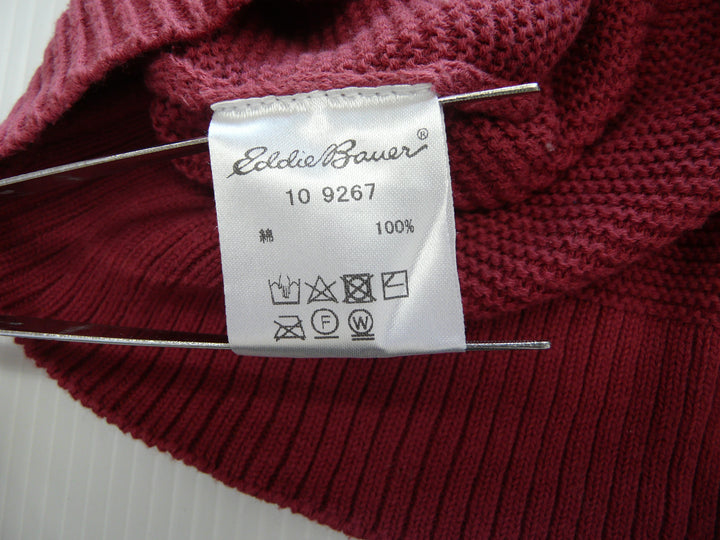 Eddie Bauer®
10 9267
綿 100%
F W